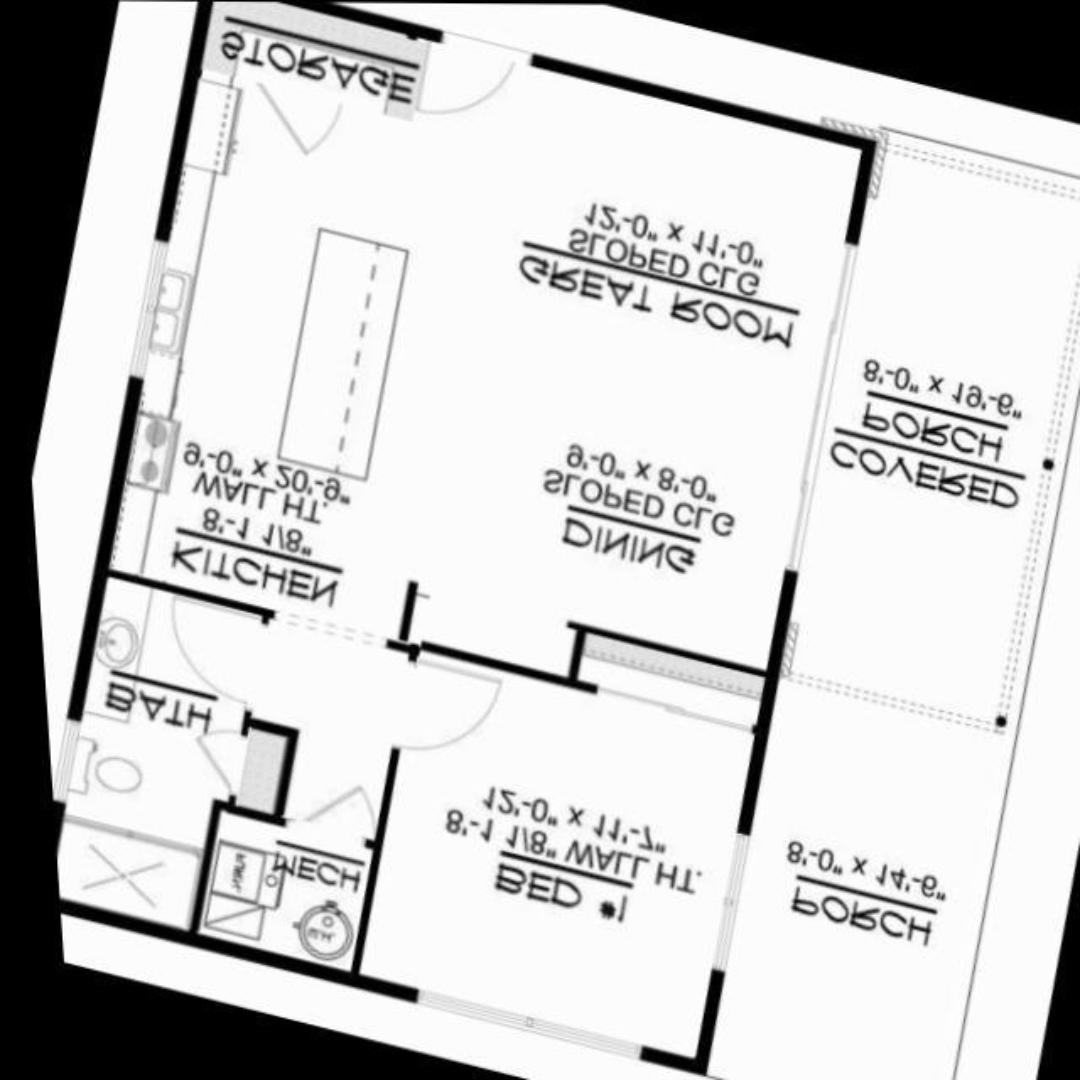 PORCH
8'-0" x 14'-6"
BED #1
8'-1 1/8" WALL HT.
12'-0" x 11'-7"
W.H.
MECH
BATH
KITCHEN
8'-1 1/8"
WALL HT.
9'-0" x 20'-9"
DINING
SLOPED CLG
9'-0" x 8'-0"
COVERED
PORCH
8'-0" x 19'-6"
GREAT ROOM
SLOPED CLG
12'-0" x 11'-0"
STORAGE